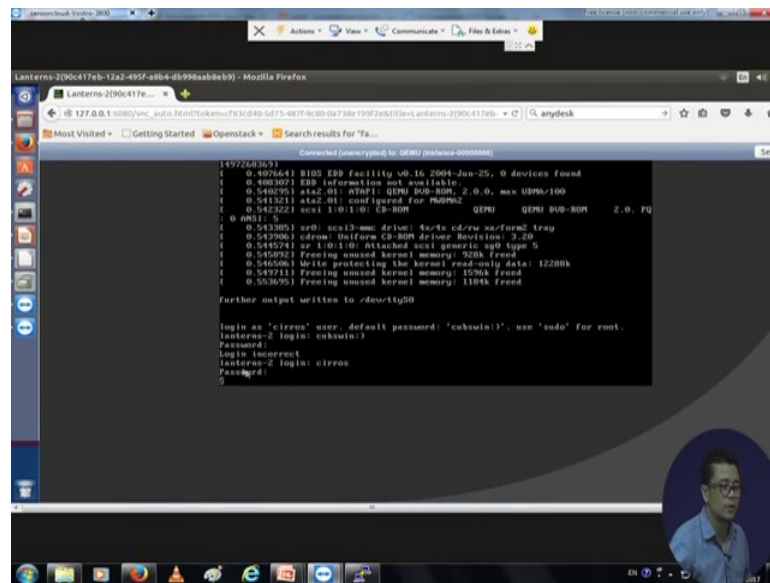 sensorcloud-Vostro-3800
Free license (non-commercial use only)
Actions
View
Communicate
Files & Extras
Lanterns-2(90c417eb-12a2-495f-a8b4-db998aab8eb9) - Mozilla Firefox
En
Lanterns-2(90c417e...
127.0.0.1:6080/vnc_auto.html?token=cf83cd40-5d75-487f-9c80-0a738e199f2e&title=Lanterns-2(90c417eb-
anydesk
Most Visited
Getting Started
Openstack
Search results for "fa...
Connected (unencrypted) to: QEMU (instance-00000006)
Se
1497260369)
[ 0.407664] BIOS EDD facility v0.16 2004-Jun-25, 0 devices found
[ 0.408307] EDD information not available.
[ 0.540295] ata2.01: ATAPI: QEMU DVD-ROM, 2.0.0, max UDMA/100
[ 0.541321] ata2.01: configured for MWDMA2
[ 0.542322] scsi 1:0:1:0: CD-ROM QEMU QEMU DVD-ROM 2.0. PQ
: 0 ANSI: 5
[ 0.543385] sr0: scsi3-mmc drive: 4x/4x cd/rw xa/form2 tray
[ 0.543906] cdrom: Uniform CD-ROM driver Revision: 3.20
[ 0.544574] sr 1:0:1:0: Attached scsi generic sg0 type 5
[ 0.545892] Freeing unused kernel memory: 928k freed
[ 0.546506] Write protecting the kernel read-only data: 12288k
[ 0.549711] Freeing unused kernel memory: 1596k freed
[ 0.553695] Freeing unused kernel memory: 1184k freed
further output written to /dev/ttyS0
login as 'cirros' user. default password: 'cubswin:)'. use 'sudo' for root.
lanterns-2 login: cubswin:)
Password:
Login incorrect
lanterns-2 login: cirros
Password:
$
EN